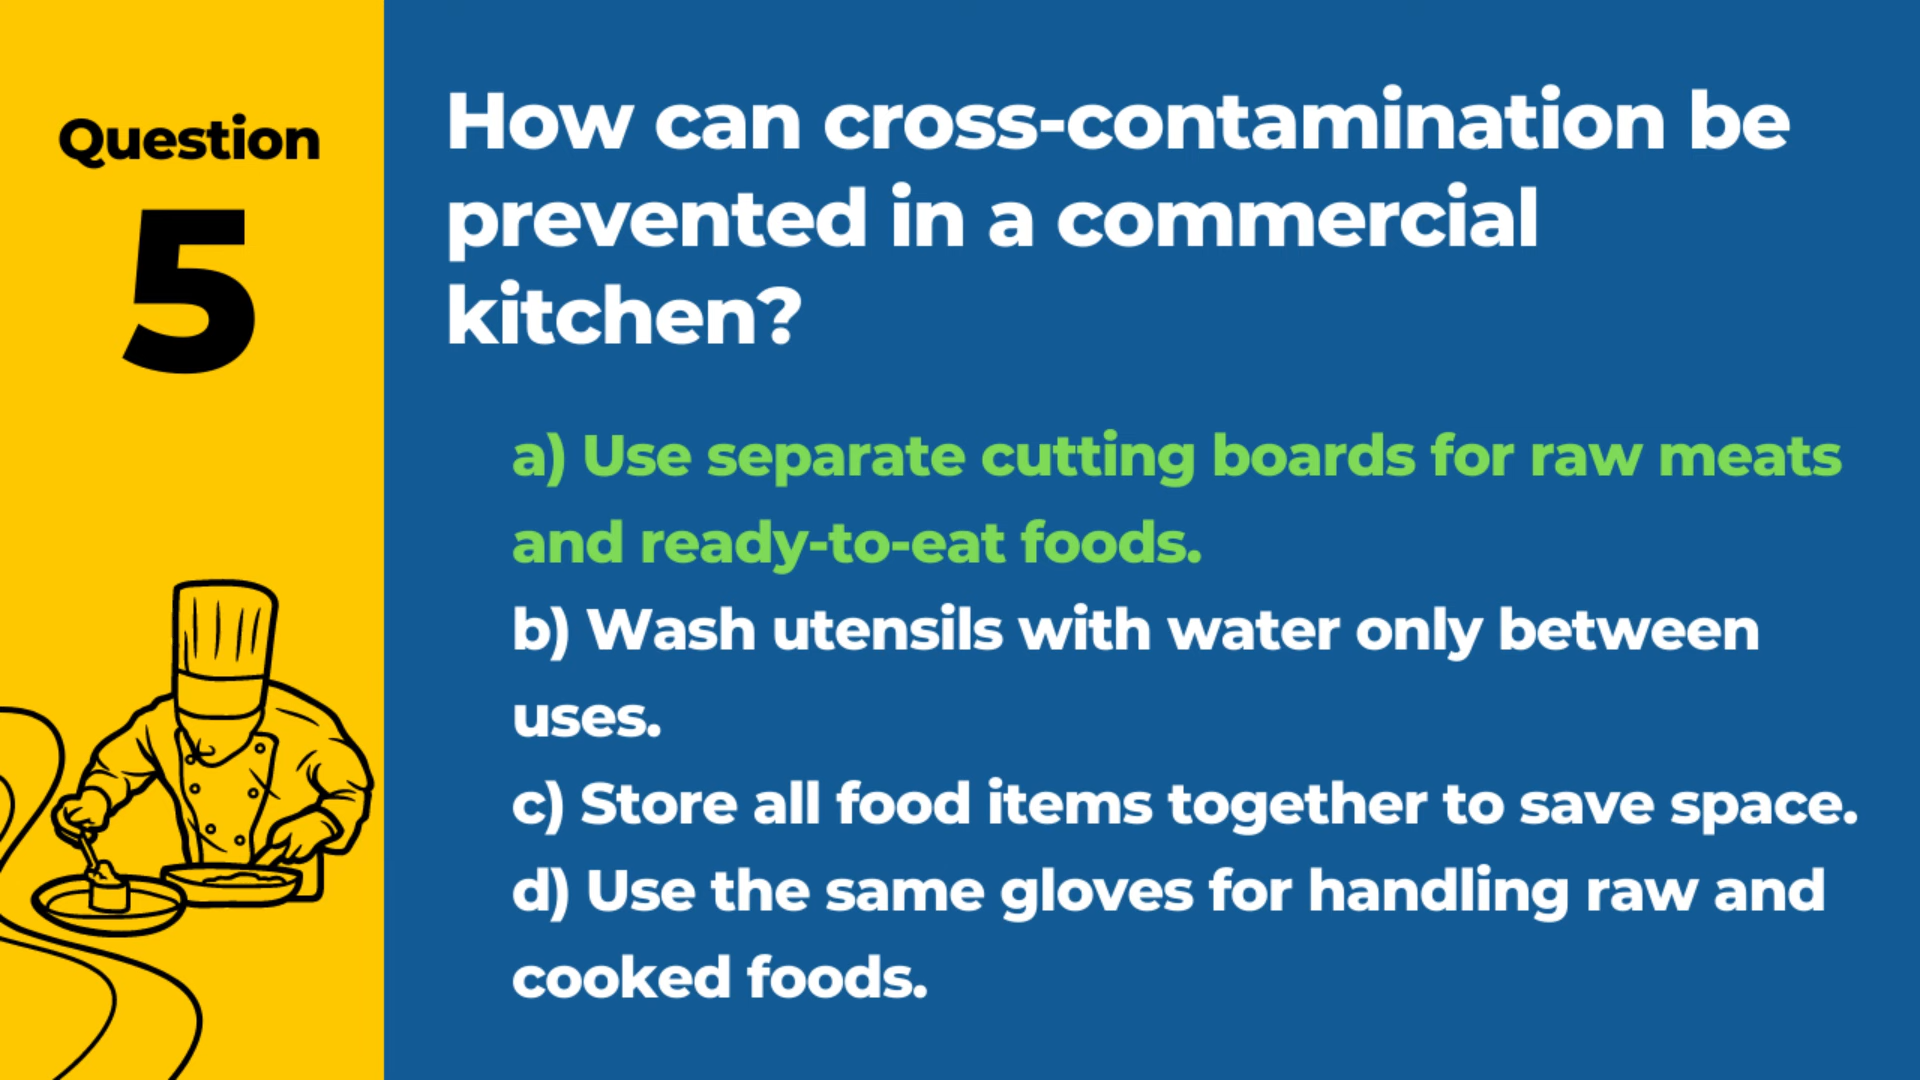 Question
5
How can cross-contamination be
prevented in a commercial
kitchen?
a) Use separate cutting boards for raw meats
and ready-to-eat foods.
b) Wash utensils with water only between
uses.
c) Store all food items together to save space.
d) Use the same gloves for handling raw and
cooked foods.